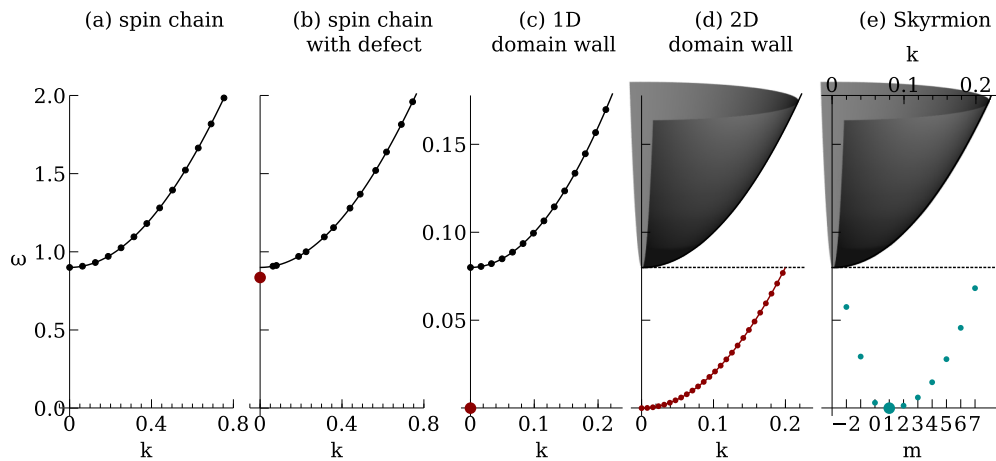 (a) spin chain
(b) spin chain
with defect
(c) 1D
domain wall
(d) 2D
domain wall
(e) Skyrmion
k
0 0.1 0.2
2.0
1.5
1.0
0.5
0.0
ω
0 0.4 0.8
k
0 0.4 0.8
k
0.15
0.10
0.05
0 0.1 0.2
k
0 0.1 0.2
k
−2 0 1 2 3 4 5 6 7
m